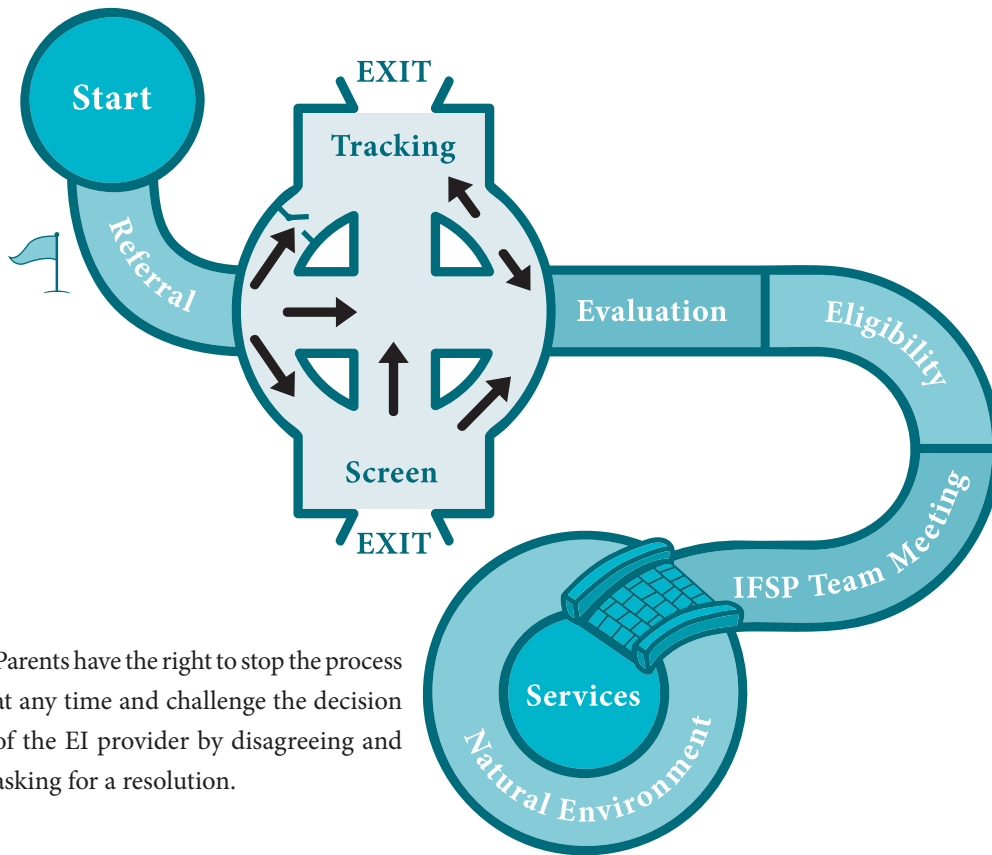 Start
Referral
EXIT
Tracking
Screen
EXIT
Evaluation
Eligibility
IFSP Team Meeting
Services
Natural Environment
Parents have the right to stop the process
at any time and challenge the decision
of the EI provider by disagreeing and
asking for a resolution.